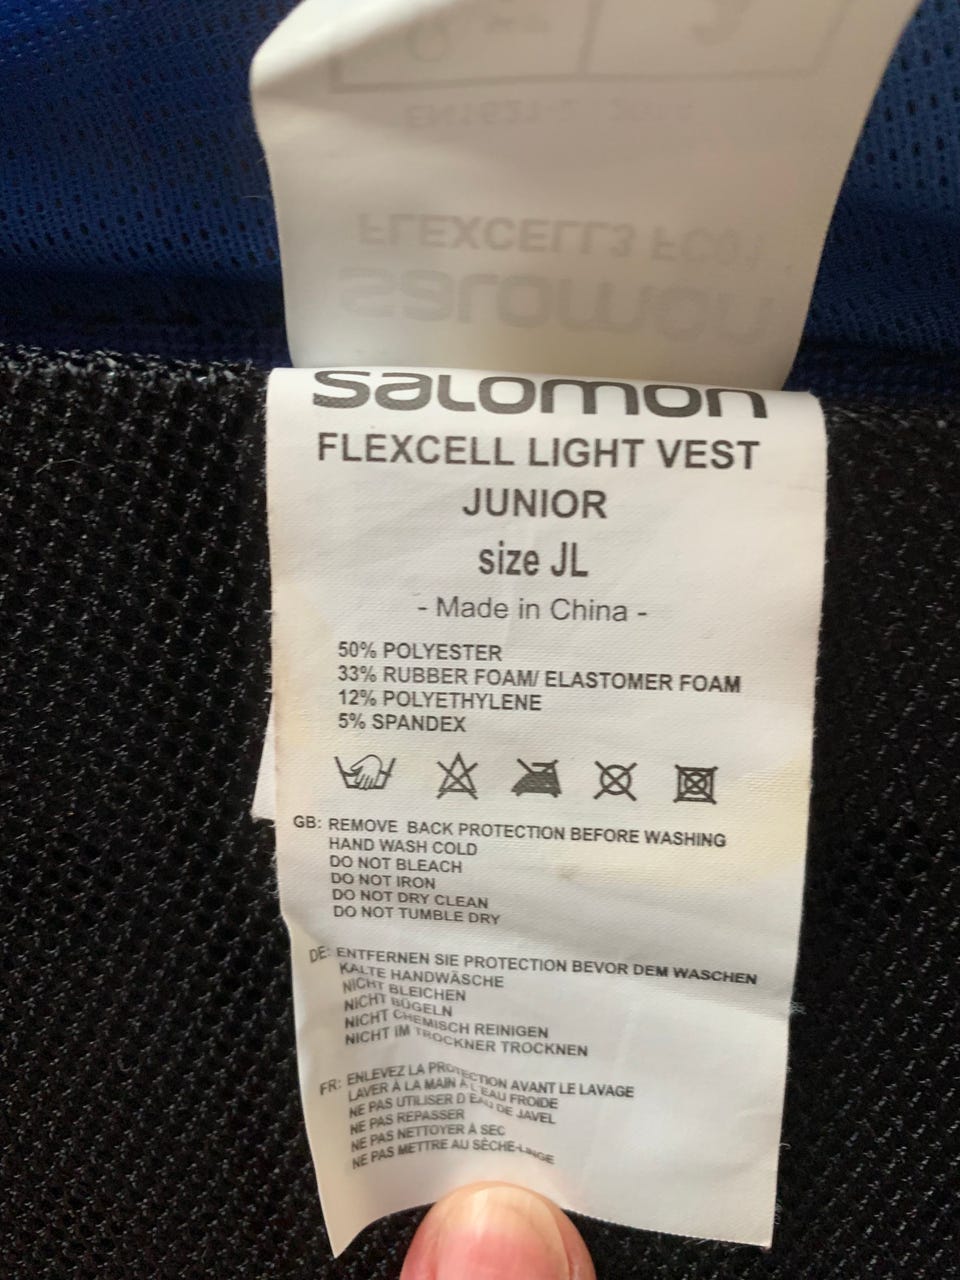 EN1621-2
FLEXCELL3 FC01
SALOMON
SALOMON
FLEXCELL LIGHT VEST
JUNIOR
size JL
- Made in China -
50% POLYESTER
33% RUBBER FOAM/ ELASTOMER FOAM
12% POLYETHYLENE
5% SPANDEX
GB: REMOVE BACK PROTECTION BEFORE WASHING
HAND WASH COLD
DO NOT BLEACH
DO NOT IRON
DO NOT DRY CLEAN
DO NOT TUMBLE DRY
DE: ENTFERNEN SIE PROTECTION BEVOR DEM WASCHEN
KALTE HANDWÄSCHE
NICHT BLEICHEN
NICHT BÜGELN
NICHT CHEMISCH REINIGEN
NICHT IM TROCKNER TROCKNEN
FR: ENLEVEZ LA PROTECTION AVANT LE LAVAGE
LAVER À LA MAIN À L'EAU FROIDE
NE PAS UTILISER D'EAU DE JAVEL
NE PAS REPASSER
NE PAS NETTOYER À SEC
NE PAS METTRE AU SÈCHE-LINGE